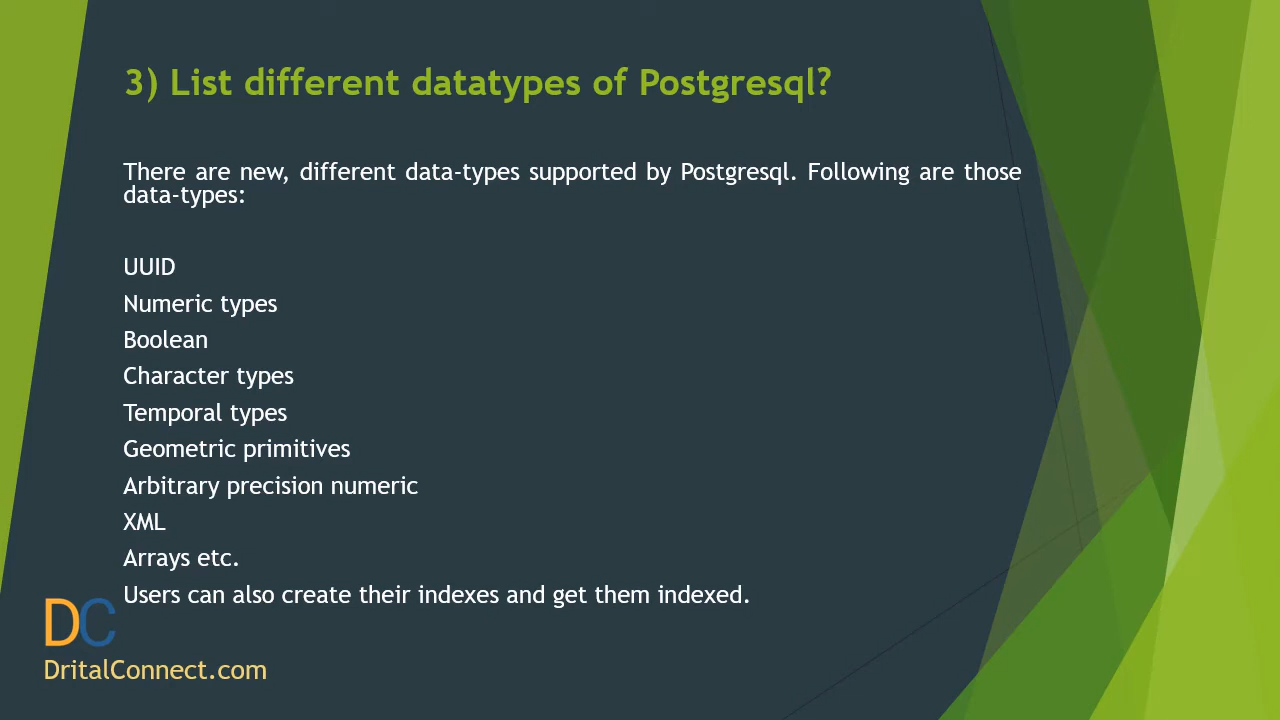 3) List different datatypes of Postgresql?
There are new, different data-types supported by Postgresql. Following are those
data-types:
UUID
Numeric types
Boolean
Character types
Temporal types
Geometric primitives
Arbitrary precision numeric
XML
Arrays etc.
Users can also create their indexes and get them indexed.
DC
DritalConnect.com